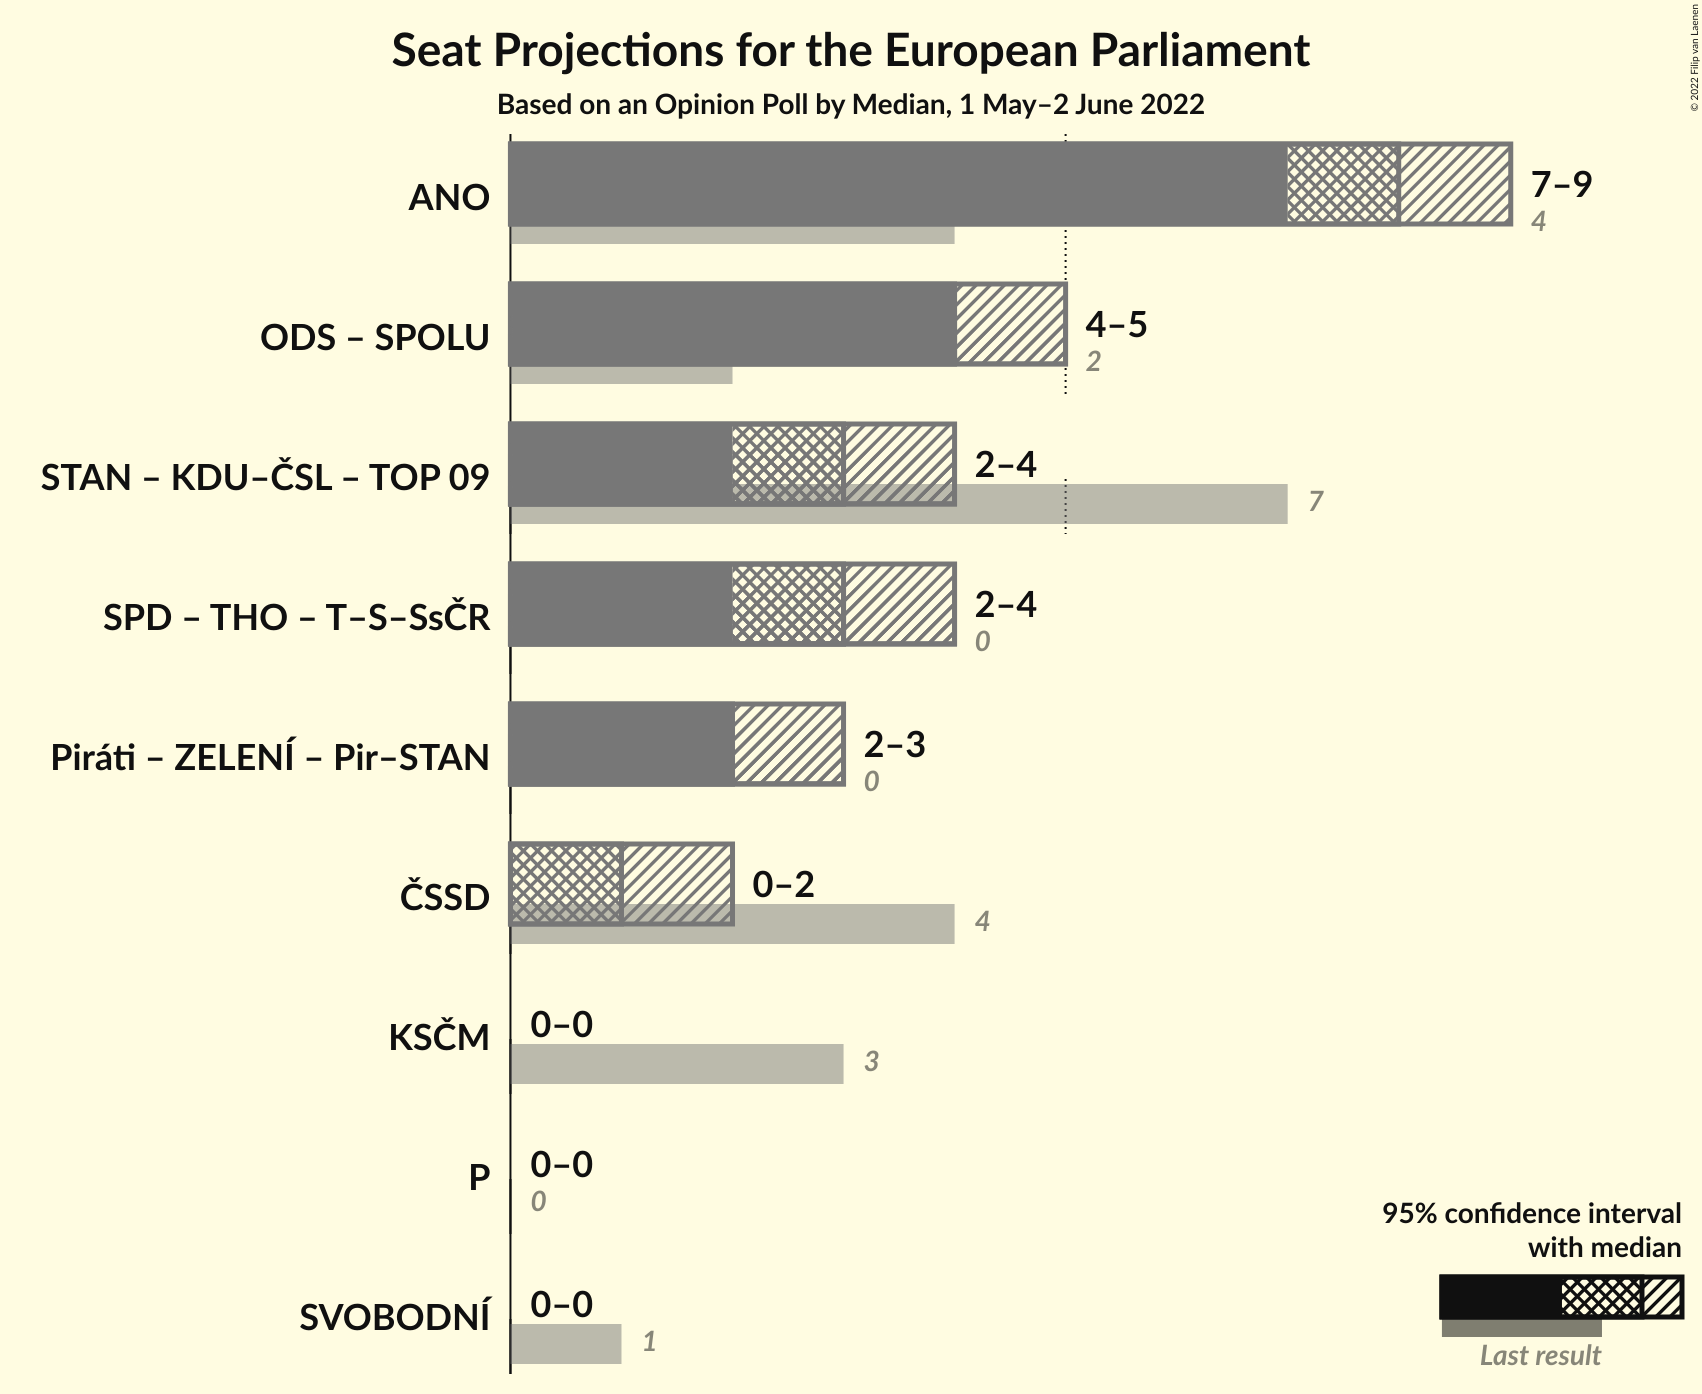 Seat Projections for the European Parliament
Based on an Opinion Poll by Median, 1 May–2 June 2022
© 2022 Filip van Laenen
ANO
7–9
4
ODS – SPOLU
4–5
2
STAN – KDU–ČSL – TOP 09
2–4
7
SPD – THO – T–S–SsČR
2–4
0
Piráti – ZELENÍ – Pir–STAN
2–3
0
ČSSD
0–2
4
KSČM
0–0
3
P
0–0
0
SVOBODNÍ
0–0
1
95% confidence interval
with median
Last result